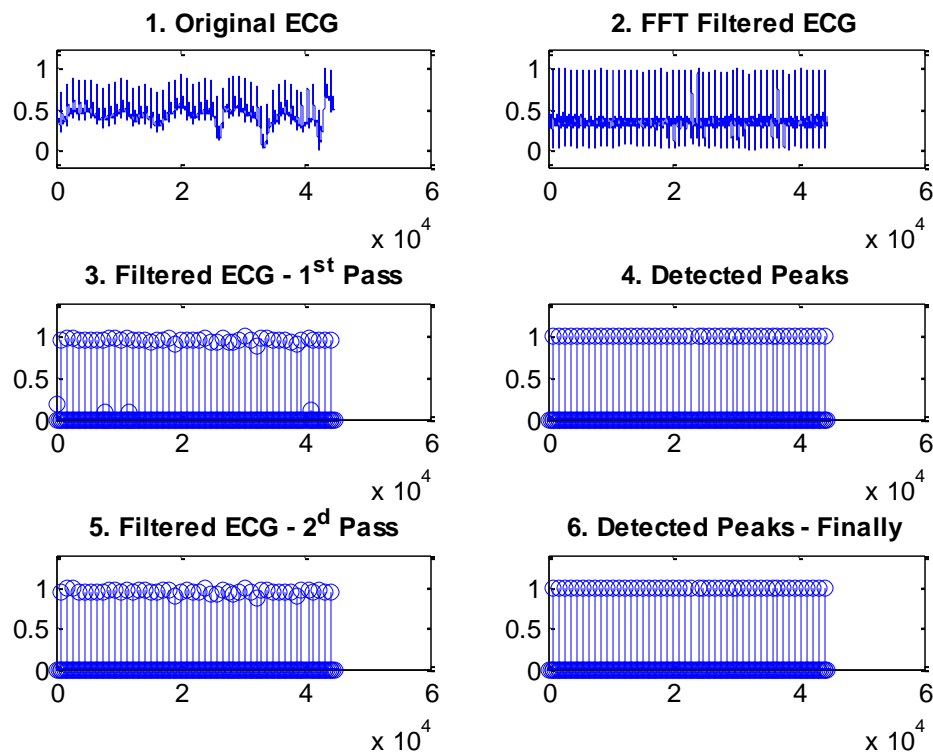 1. Original ECG
1
0.5
0
0 2 4 6
x 10^4
2. FFT Filtered ECG
1
0.5
0
0 2 4 6
x 10^4
3. Filtered ECG - 1^st Pass
1
0.5
0
0 2 4 6
x 10^4
4. Detected Peaks
1
0.5
0
0 2 4 6
x 10^4
5. Filtered ECG - 2^d Pass
1
0.5
0
0 2 4 6
x 10^4
6. Detected Peaks - Finally
1
0.5
0
0 2 4 6
x 10^4